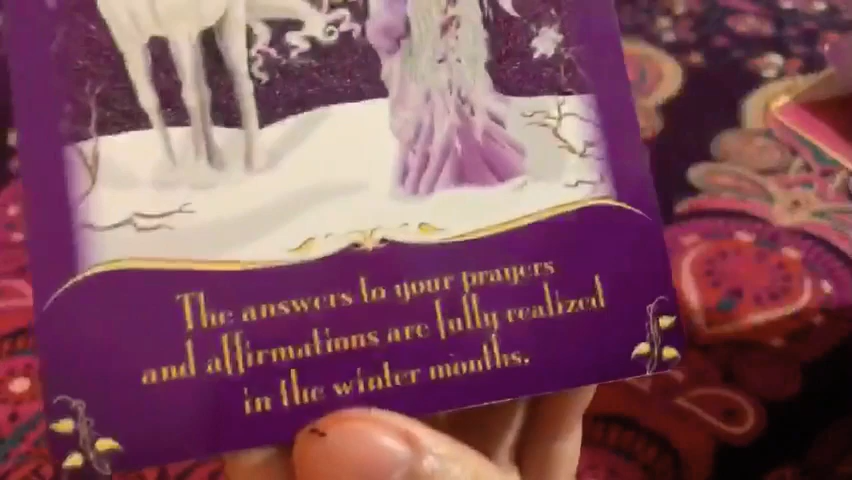 The answers to your prayers
and affirmations are fully realized
in the winter months.